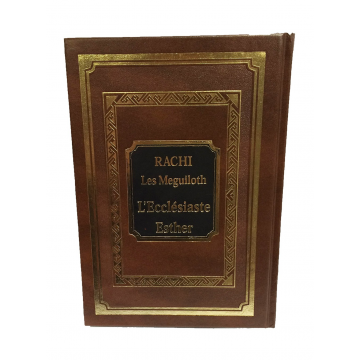 RACHI
Les Meguiloth
L'Ecclésiaste
Esther